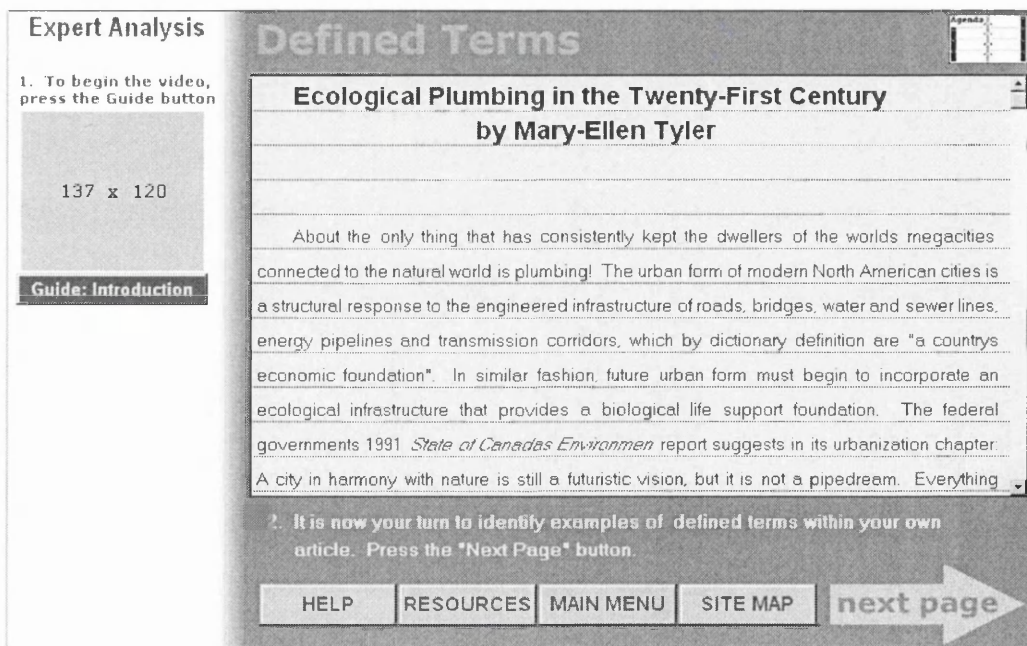 Expert Analysis
1. To begin the video,
press the Guide button
137 x 120
Guide: Introduction
Defined Terms
Agenda
Ecological Plumbing in the Twenty-First Century
by Mary-Ellen Tyler
About the only thing that has consistently kept the dwellers of the worlds megacities
connected to the natural world is plumbing! The urban form of modern North American cities is
a structural response to the engineered infrastructure of roads, bridges, water and sewer lines,
energy pipelines and transmission corridors, which by dictionary definition are "a countrys
economic foundation". In similar fashion, future urban form must begin to incorporate an
ecological infrastructure that provides a biological life support foundation. The federal
governments 1991 State of Canadas Environmen report suggests in its urbanization chapter:
A city in harmony with nature is still a futuristic vision, but it is not a pipedream. Everything
2. It is now your turn to identify examples of defined terms within your own
article. Press the "Next Page" button.
HELP
RESOURCES
MAIN MENU
SITE MAP
next page